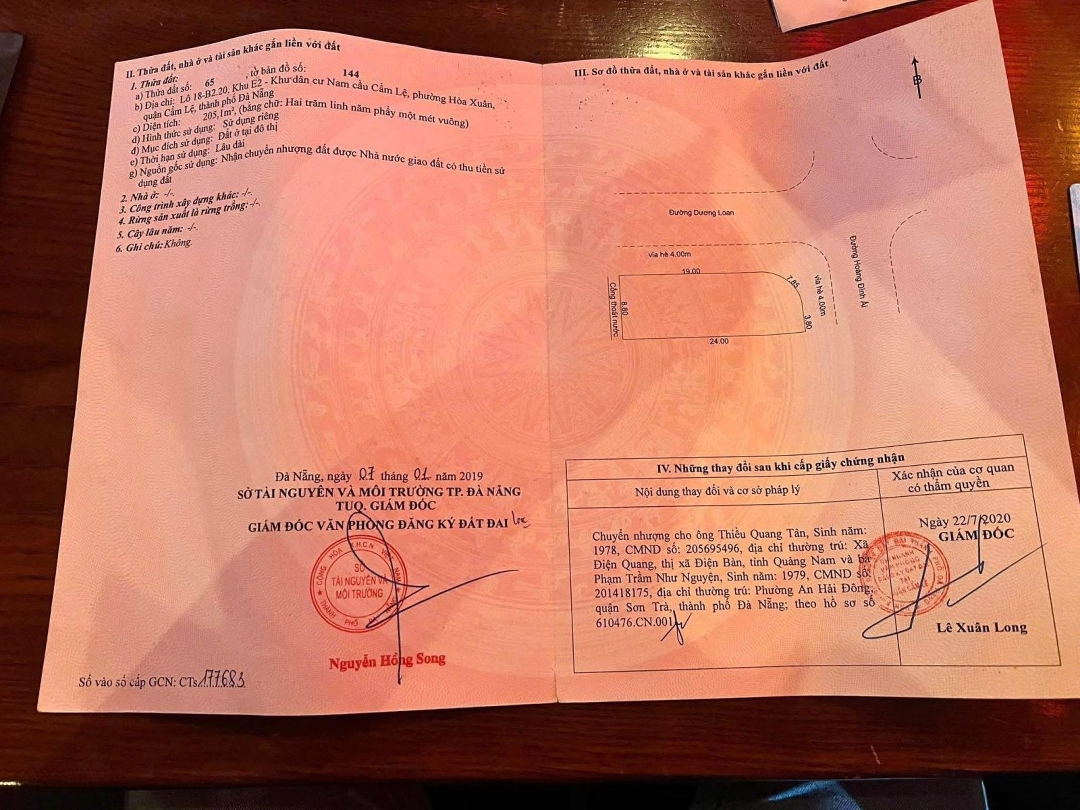 II. Thửa đất, nhà ở và tài sản khác gắn liền với đất
1. Thửa đất:
a) Thửa đất số: 65 , tờ bản đồ số: 144
b) Địa chỉ: Lô 18-B2.20, Khu E2 - Khu dân cư Nam cầu Cẩm Lệ, phường Hòa Xuân,
quận Cẩm Lệ, thành phố Đà Nẵng
c) Diện tích: 205,1m², (bằng chữ: Hai trăm linh năm phẩy một mét vuông)
d) Hình thức sử dụng: Sử dụng riêng
đ) Mục đích sử dụng: Đất ở tại đô thị
e) Thời hạn sử dụng: Lâu dài
g) Nguồn gốc sử dụng: Nhận chuyển nhượng đất được Nhà nước giao đất có thu tiền sử
dụng đất
2. Nhà ở: -/-
3. Công trình xây dựng khác: -/-
4. Rừng sản xuất là rừng trồng: -/-
5. Cây lâu năm: -/-
6. Ghi chú: Không.
Đà Nẵng, ngày 07 tháng 01 năm 2019
SỞ TÀI NGUYÊN VÀ MÔI TRƯỜNG TP. ĐÀ NẴNG
TUQ. GIÁM ĐỐC
GIÁM ĐỐC VĂN PHÒNG ĐĂNG KÝ ĐẤT ĐAI
SỞ
TÀI NGUYÊN VÀ
MÔI TRƯỜNG
Nguyễn Hồng Song
Số vào sổ cấp GCN: CTs 177683
III. Sơ đồ thửa đất, nhà ở và tài sản khác gắn liền với đất
B
Đường Dương Loan
vỉa hè 4.00m
19.00
7.85
Cống thoát nước
8.80
vỉa hè 4.00m
3.80
Đường Hoàng Đình Ái
24.00
IV. Những thay đổi sau khi cấp giấy chứng nhận
Nội dung thay đổi và cơ sở pháp lý
Xác nhận của cơ quan
có thẩm quyền
Chuyển nhượng cho ông Thiều Quang Tân, Sinh năm:
1978, CMND số: 205695496, địa chỉ thường trú: Xã
Điện Quang, thị xã Điện Bàn, tỉnh Quảng Nam và bà
Phạm Trầm Như Nguyện, Sinh năm: 1979, CMND số:
201418175, địa chỉ thường trú: Phường An Hải Đông,
quận Sơn Trà, thành phố Đà Nẵng; theo hồ sơ số
610476.CN.001
Ngày 22/7/2020
GIÁM ĐỐC
Lê Xuân Long